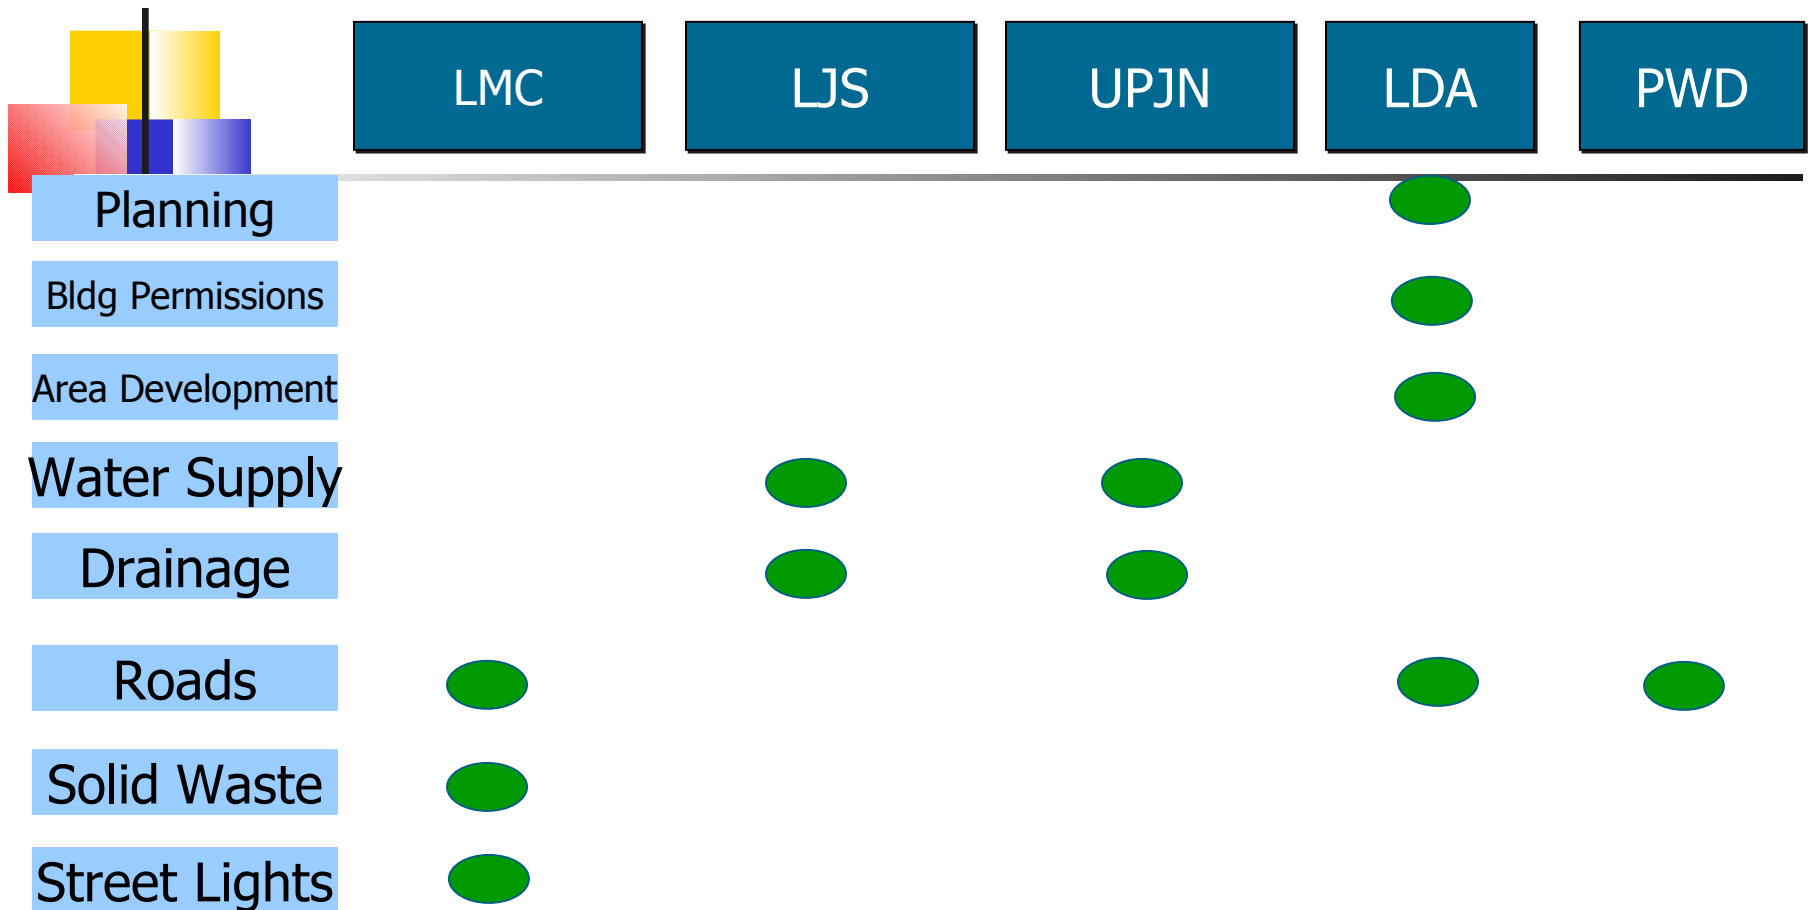 LMC
LJS
UPJN
LDA
PWD
Planning
Bldg Permissions
Area Development
Water Supply
Drainage
Roads
Solid Waste
Street Lights